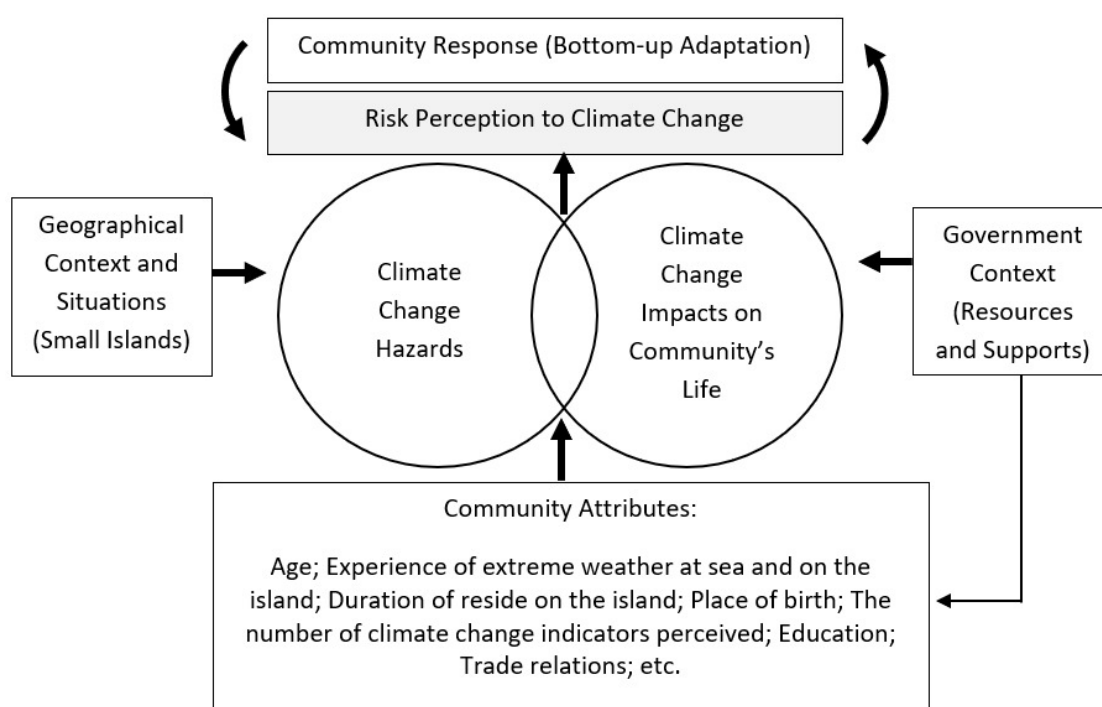 Community Response (Bottom-up Adaptation)
Risk Perception to Climate Change
Geographical
Context and
Situations
(Small Islands)
Climate
Change
Hazards
Climate
Change
Impacts on
Community’s
Life
Government
Context
(Resources
and Supports)
Community Attributes:
Age; Experience of extreme weather at sea and on the
island; Duration of reside on the island; Place of birth; The
number of climate change indicators perceived; Education;
Trade relations; etc.